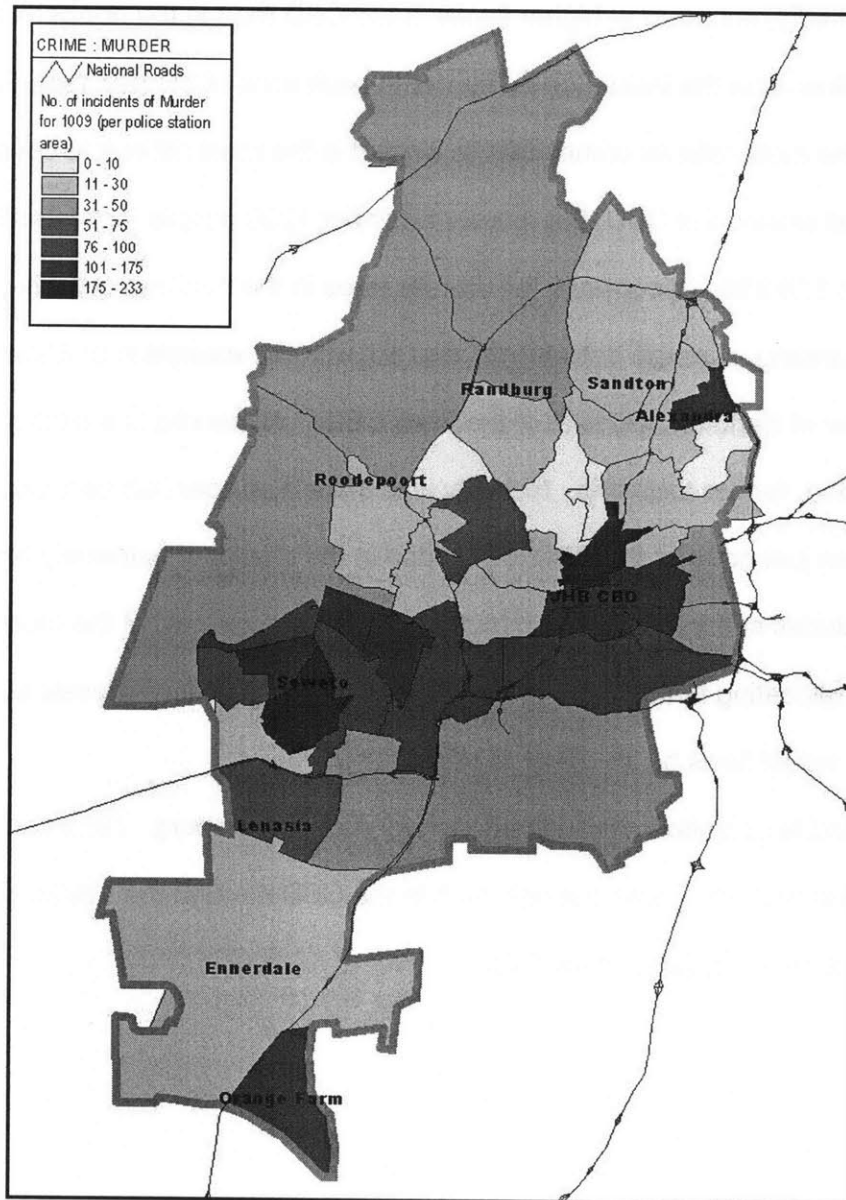 CRIME : MURDER
National Roads
No. of incidents of Murder
for 1009 (per police station
area)
0 - 10
11 - 30
31 - 50
51 - 75
76 - 100
101 - 175
175 - 233
Randburg
Sandton
Alexandra
Roodepoort
JHB CBD
Soweto
Lenasia
Ennerdale
Orange Farm